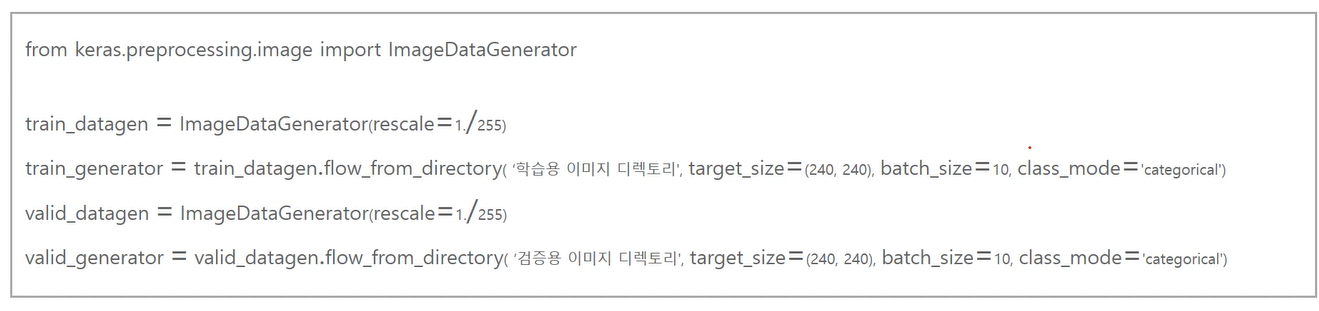 from keras.preprocessing.image import ImageDataGenerator
train_datagen = ImageDataGenerator(rescale=1./255)
train_generator = train_datagen.flow_from_directory( ‘학습용 이미지 디렉토리', target_size=(240, 240), batch_size=10, class_mode='categorical')
valid_datagen = ImageDataGenerator(rescale=1./255)
valid_generator = valid_datagen.flow_from_directory( ‘검증용 이미지 디렉토리', target_size=(240, 240), batch_size=10, class_mode='categorical')